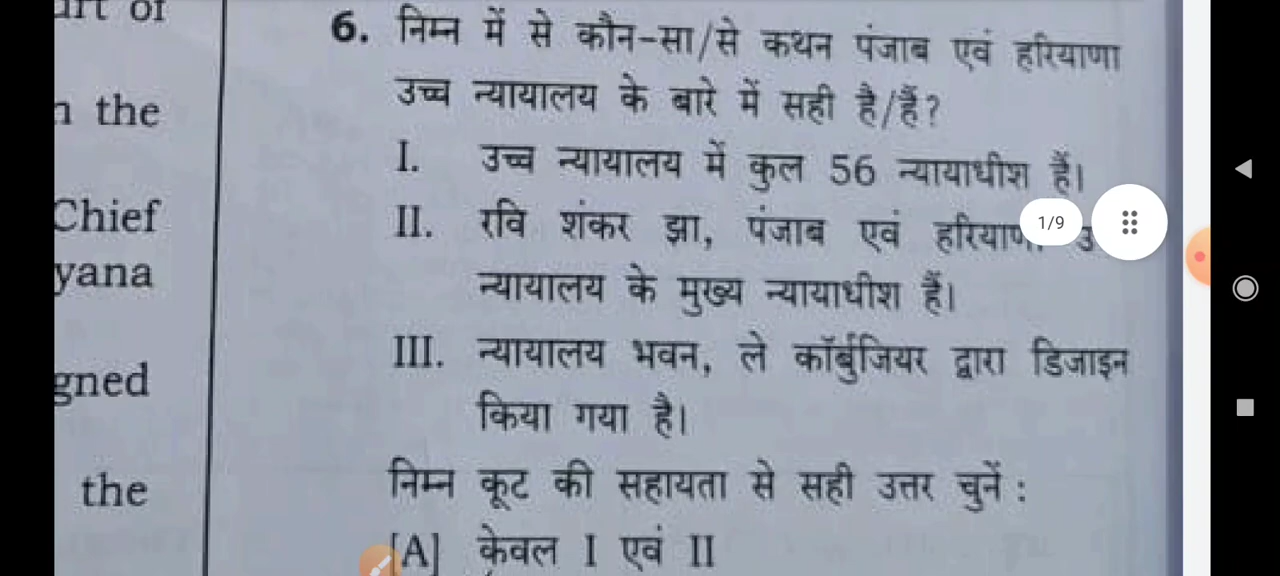 urt of
n the
Chief
yana
gned
the
6. निम्न में से कौन-सा/से कथन पंजाब एवं हरियाणा
उच्च न्यायालय के बारे में सही है/हैं?
I. उच्च न्यायालय में कुल 56 न्यायाधीश हैं।
II. रवि शंकर झा, पंजाब एवं
न्यायालय के मुख्य न्यायाधीश हैं।
III. न्यायालय भवन, ले कॉर्बुजियर द्वारा डिजाइन
किया गया है।
निम्न कूट की सहायता से सही उत्तर चुनें :
[A] केवल I एवं II
1/9